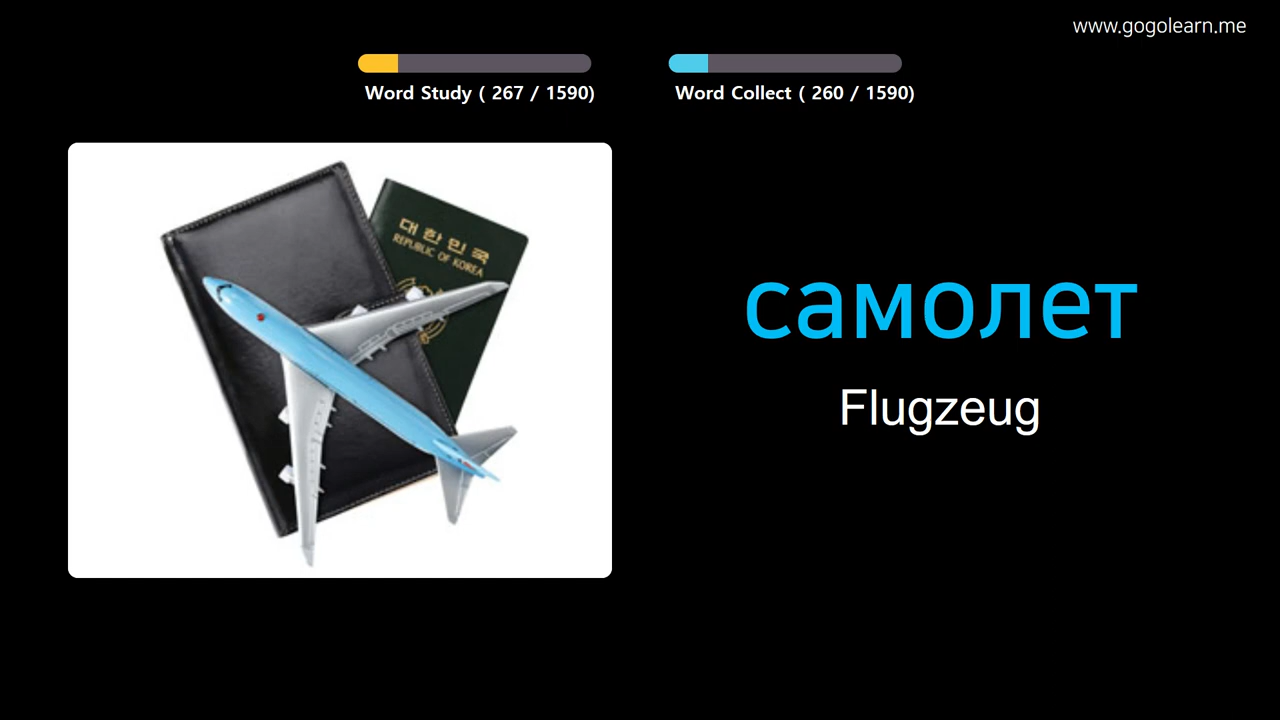 www.gogolearn.me
Word Study ( 267 / 1590)
Word Collect ( 260 / 1590)
대한민국
REPUBLIC OF KOREA
самолет
Flugzeug